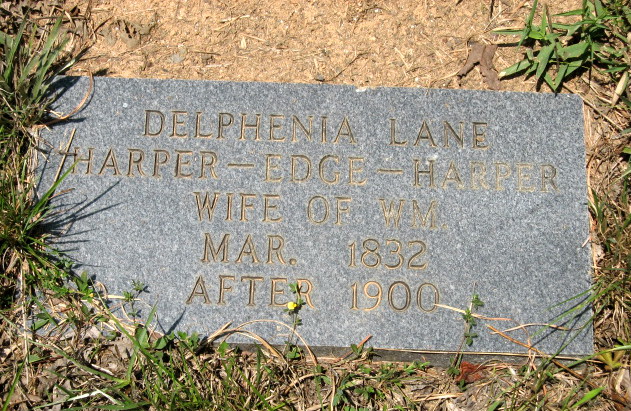 DELPHENIA LANE
HARPER-EDGE-HARPER
WIFE OF WM.
MAR. 1832
AFTER 1900